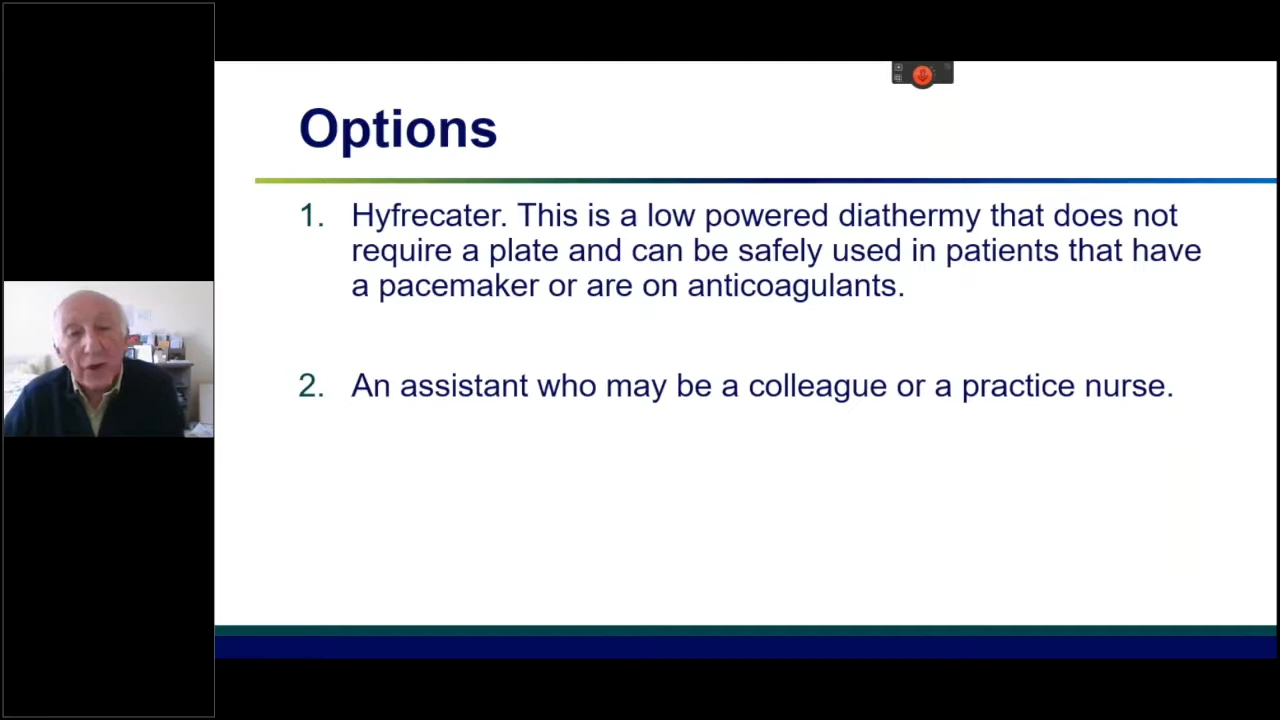 Options
1. Hyfrecater. This is a low powered diathermy that does not
require a plate and can be safely used in patients that have
a pacemaker or are on anticoagulants.
2. An assistant who may be a colleague or a practice nurse.